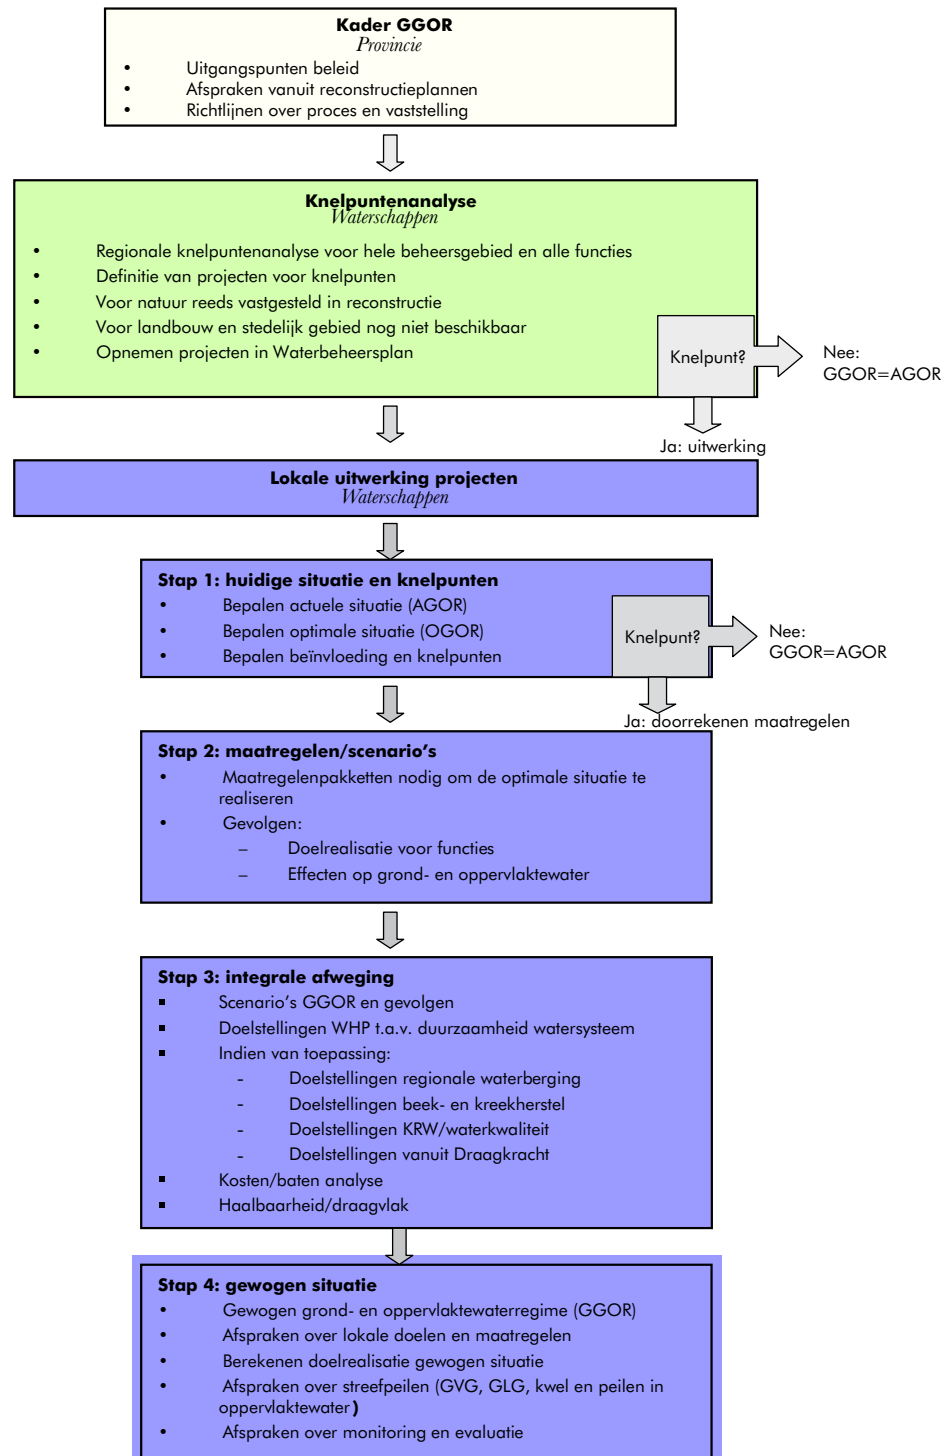 Kader GGOR
Provincie
• Uitgangspunten beleid
• Afspraken vanuit reconstructieplannen
• Richtlijnen over proces en vaststelling
Knelpuntenanalyse
Waterschappen
• Regionale knelpuntenanalyse voor hele beheersgebied en alle functies
• Definitie van projecten voor knelpunten
• Voor natuur reeds vastgesteld in reconstructie
• Voor landbouw en stedelijk gebied nog niet beschikbaar
• Opnemen projecten in Waterbeheersplan
Knelpunt?
Nee:
GGOR=AGOR
Ja: uitwerking
Lokale uitwerking projecten
Waterschappen
Stap 1: huidige situatie en knelpunten
• Bepalen actuele situatie (AGOR)
• Bepalen optimale situatie (OGOR)
• Bepalen beïnvloeding en knelpunten
Knelpunt?
Nee:
GGOR=AGOR
Ja: doorrekenen maatregelen
Stap 2: maatregelen/scenario's
• Maatregelenpakketten nodig om de optimale situatie te
realiseren
• Gevolgen:
– Doelrealisatie voor functies
– Effecten op grond- en oppervlaktewater
Stap 3: integrale afweging
▪ Scenario's GGOR en gevolgen
▪ Doelstellingen WHP t.a.v. duurzaamheid watersysteem
▪ Indien van toepassing:
- Doelstellingen regionale waterberging
- Doelstellingen beek- en kreekherstel
- Doelstellingen KRW/waterkwaliteit
- Doelstellingen vanuit Draagkracht
▪ Kosten/baten analyse
▪ Haalbaarheid/draagvlak
Stap 4: gewogen situatie
• Gewogen grond- en oppervlaktewaterregime (GGOR)
• Afspraken over lokale doelen en maatregelen
• Berekenen doelrealisatie gewogen situatie
• Afspraken over streefpeilen (GVG, GLG, kwel en peilen in
oppervlaktewater)
• Afspraken over monitoring en evaluatie